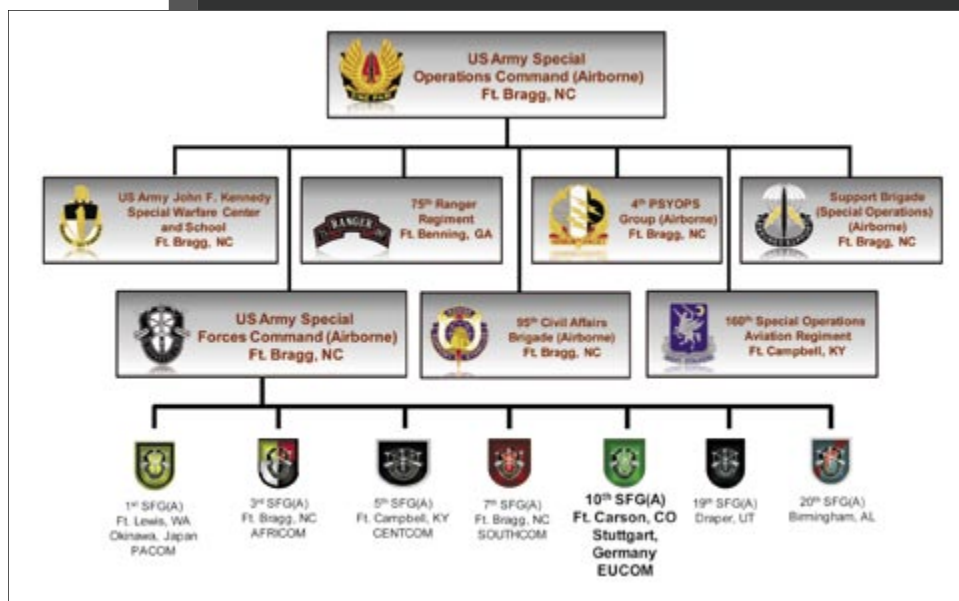 US Army Special
Operations Command (Airborne)
Ft. Bragg, NC
US Army John F. Kennedy
Special Warfare Center
and School
Ft. Bragg, NC
RANGER
75th Ranger
Regiment
Ft. Benning, GA
4th PSYOPS
Group (Airborne)
Ft. Bragg, NC
Support Brigade
(Special Operations)
(Airborne)
Ft. Bragg, NC
US Army Special
Forces Command (Airborne)
Ft. Bragg, NC
95th Civil Affairs
Brigade (Airborne)
Ft. Bragg, NC
160th Special Operations
Aviation Regiment
Ft. Campbell, KY
1st SFG(A)
Ft. Lewis, WA
Okinawa, Japan
PACOM
3rd SFG(A)
Ft. Bragg, NC
AFRICOM
5th SFG(A)
Ft. Campbell, KY
CENTCOM
7th SFG(A)
Ft. Bragg, NC
SOUTHCOM
10th SFG(A)
Ft. Carson, CO
Stuttgart,
Germany
EUCOM
19th SFG(A)
Draper, UT
20th SFG(A)
Birmingham, AL